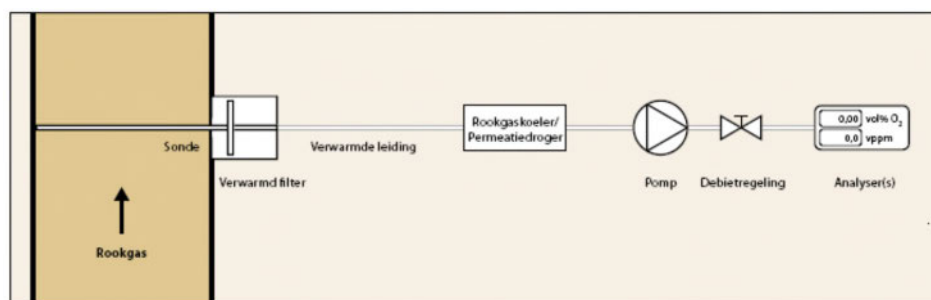 Rookgaskoeler/
Permeatiedroger
0,00 vol% O₂
0,0 vppm
Sonde
Verwarmde leiding
Verwarmd filter
Pomp
Debietregeling
Analyser(s)
Rookgas